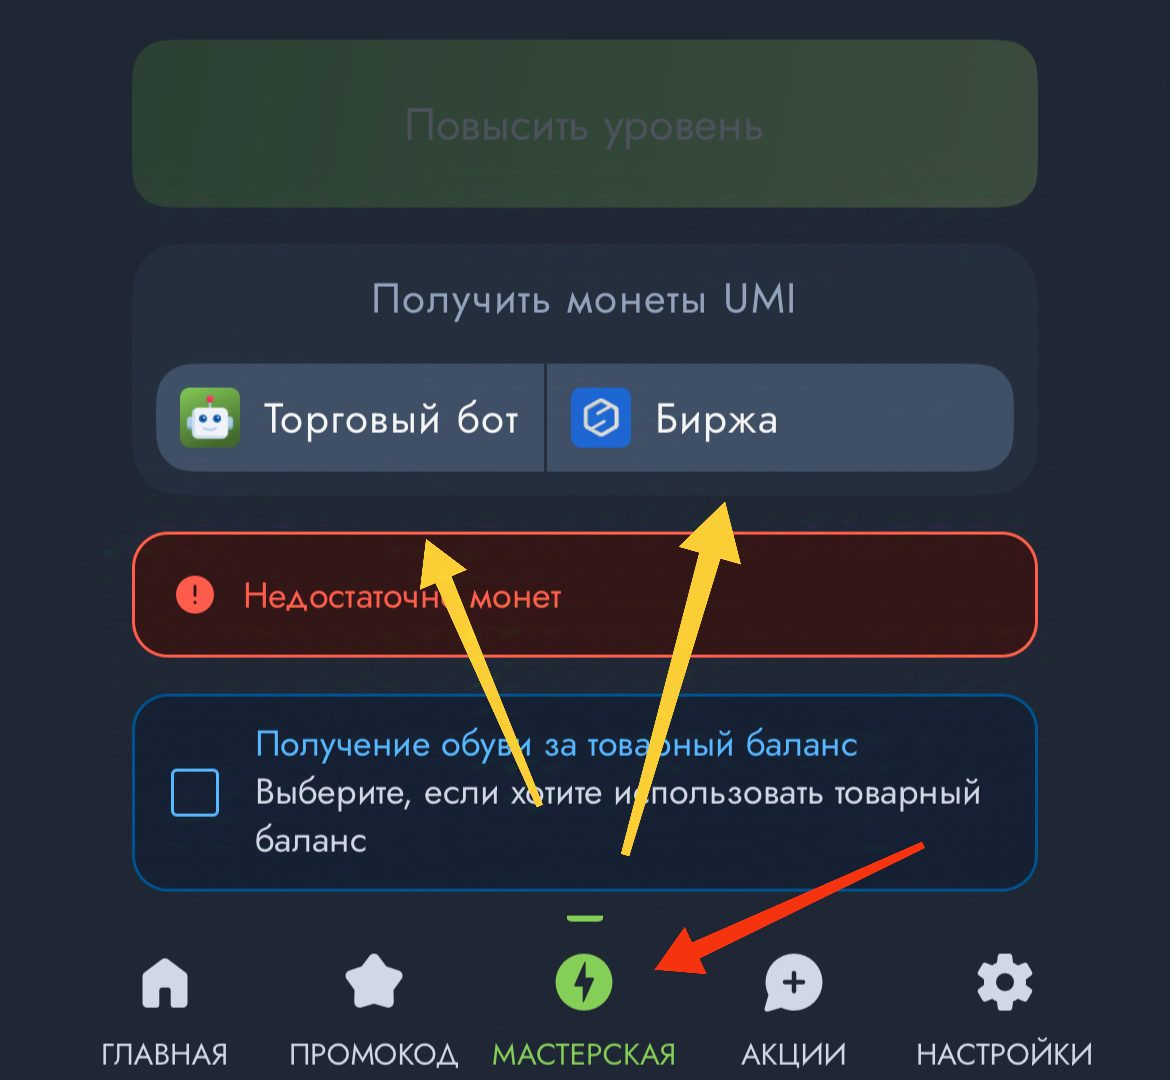 Повысить уровень
Получить монеты UMI
Торговый бот
Биржа
Недостаточно монет
Получение обуви за товарный баланс
Выберите, если хотите использовать товарный
баланс
ГЛАВНАЯ
ПРОМОКОД
МАСТЕРСКАЯ
АКЦИИ
НАСТРОЙКИ